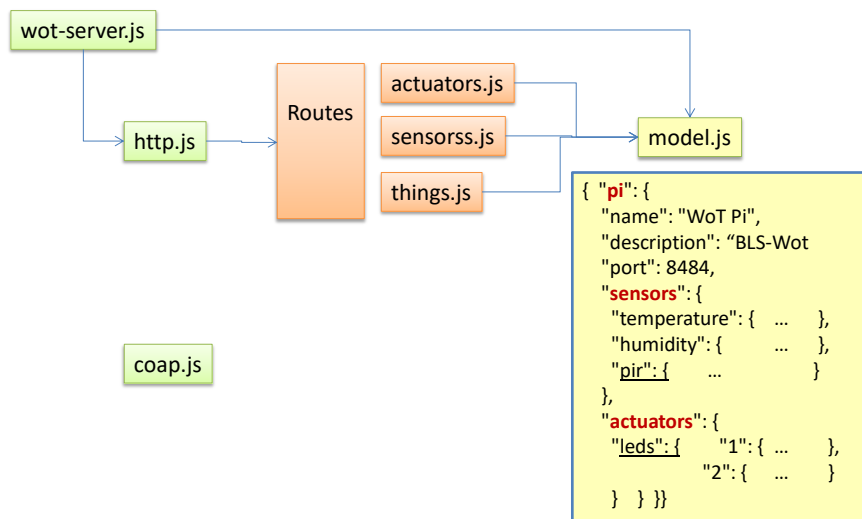 wot-server.js
actuators.js
Routes
http.js
sensorss.js
model.js
things.js
{ "pi": {
"name": "WoT Pi",
"description": “BLS-Wot
"port": 8484,
"sensors": {
"temperature": { ... },
"humidity": { ... },
"pir": { ... }
},
"actuators": {
"leds": { "1": { ... },
"2": { ... }
} } }}
coap.js